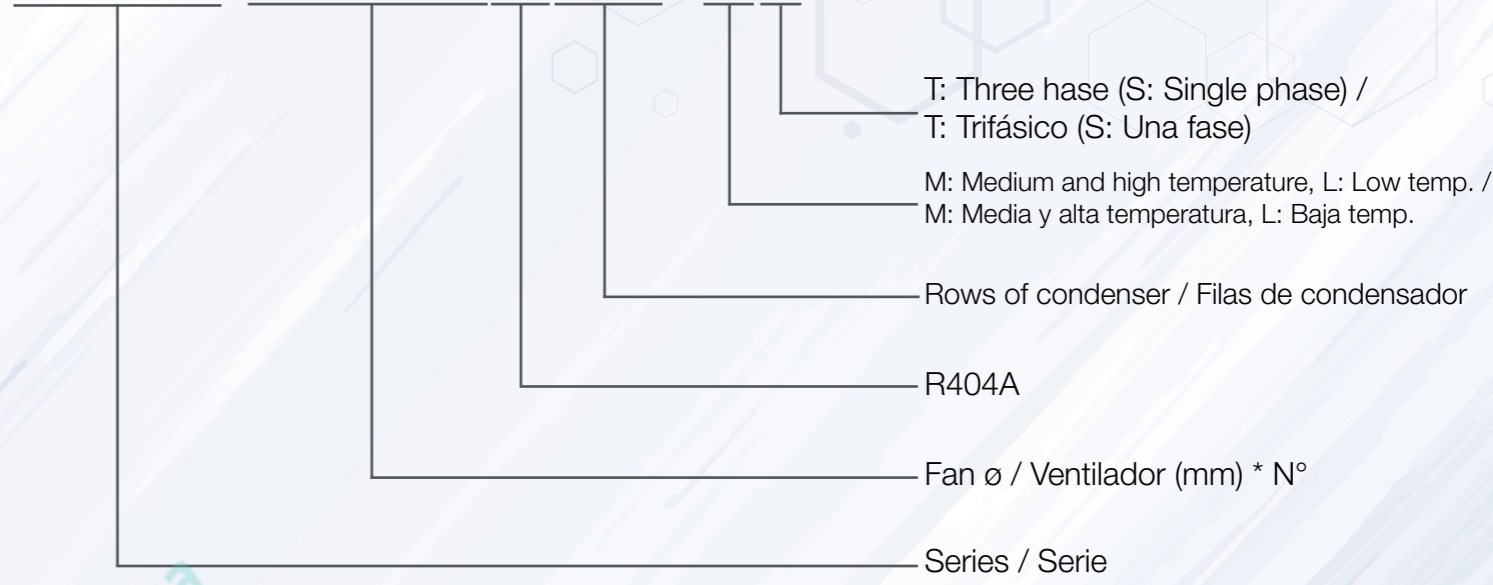 T: Three hase (S: Single phase) /
T: Trifásico (S: Una fase)
M: Medium and high temperature, L: Low temp. /
M: Media y alta temperatura, L: Baja temp.
Rows of condenser / Filas de condensador
R404A
Fan ø / Ventilador (mm) * N°
Series / Serie